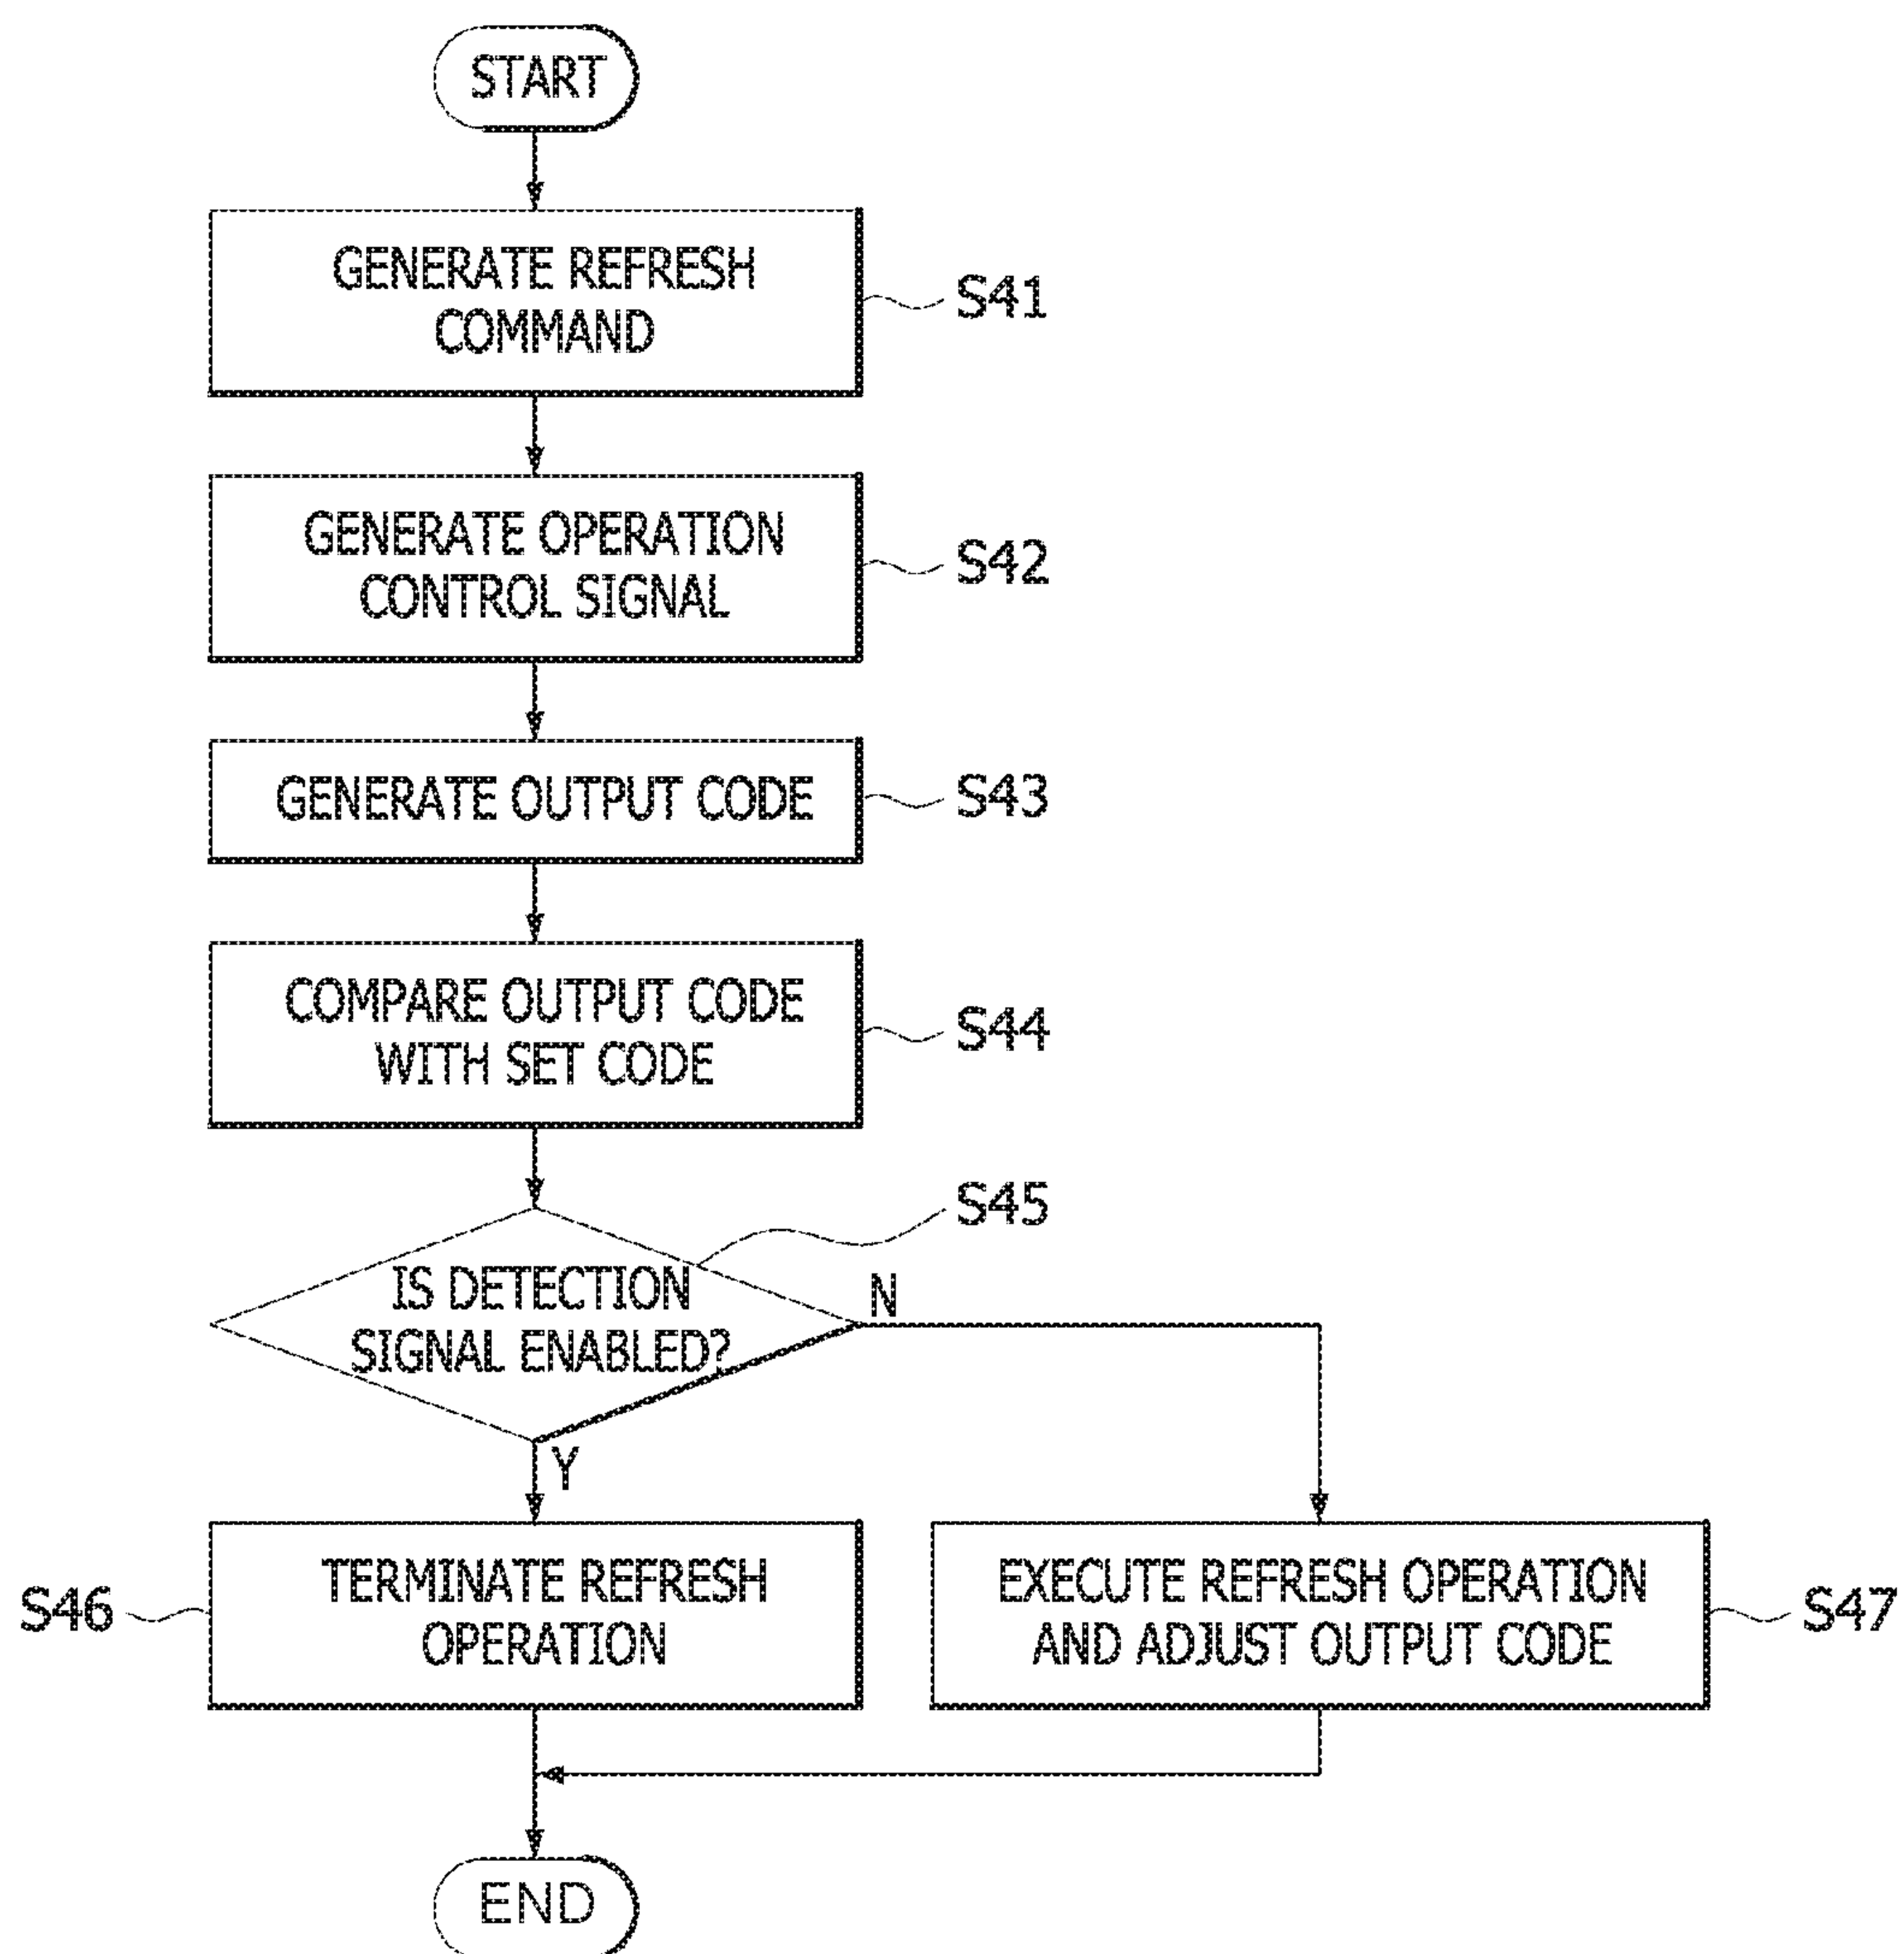 START
GENERATE REFRESH
COMMAND
S41
GENERATE OPERATION
CONTROL SIGNAL
S42
GENERATE OUTPUT CODE
S43
COMPARE OUTPUT CODE
WITH SET CODE
S44
S45
IS DETECTION
SIGNAL ENABLED?
N
Y
S46
TERMINATE REFRESH
OPERATION
EXECUTE REFRESH OPERATION
AND ADJUST OUTPUT CODE
S47
END